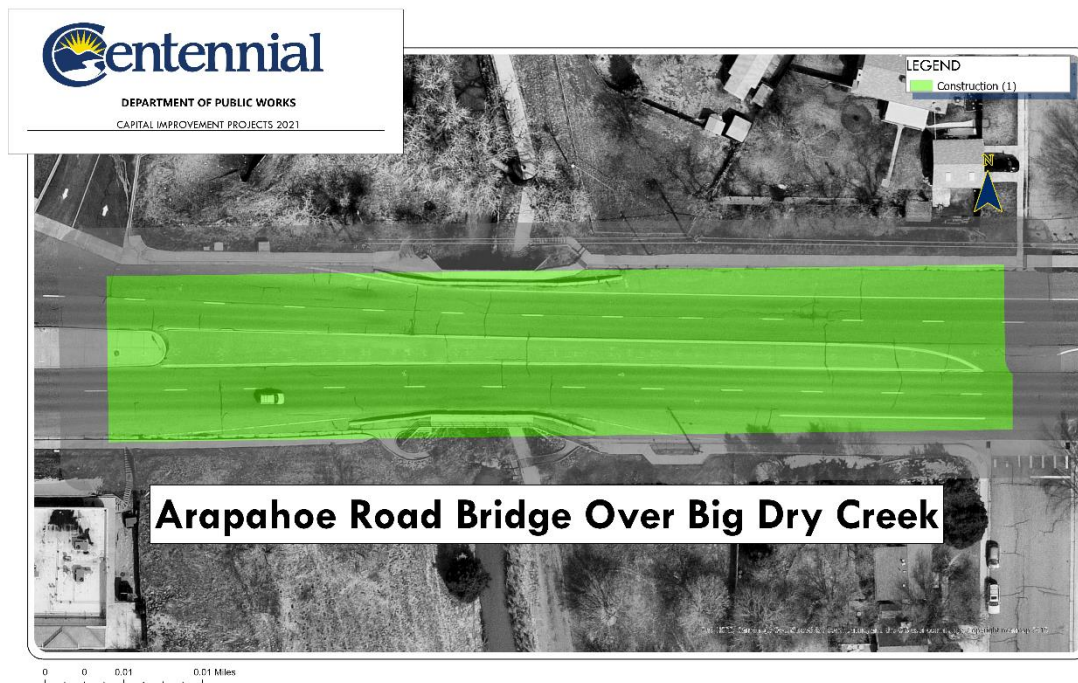 Centennial
DEPARTMENT OF PUBLIC WORKS
CAPITAL IMPROVEMENT PROJECTS 2021
LEGEND
Construction (1)
N
Arapahoe Road Bridge Over Big Dry Creek
0 0 0.01 0.01 Miles